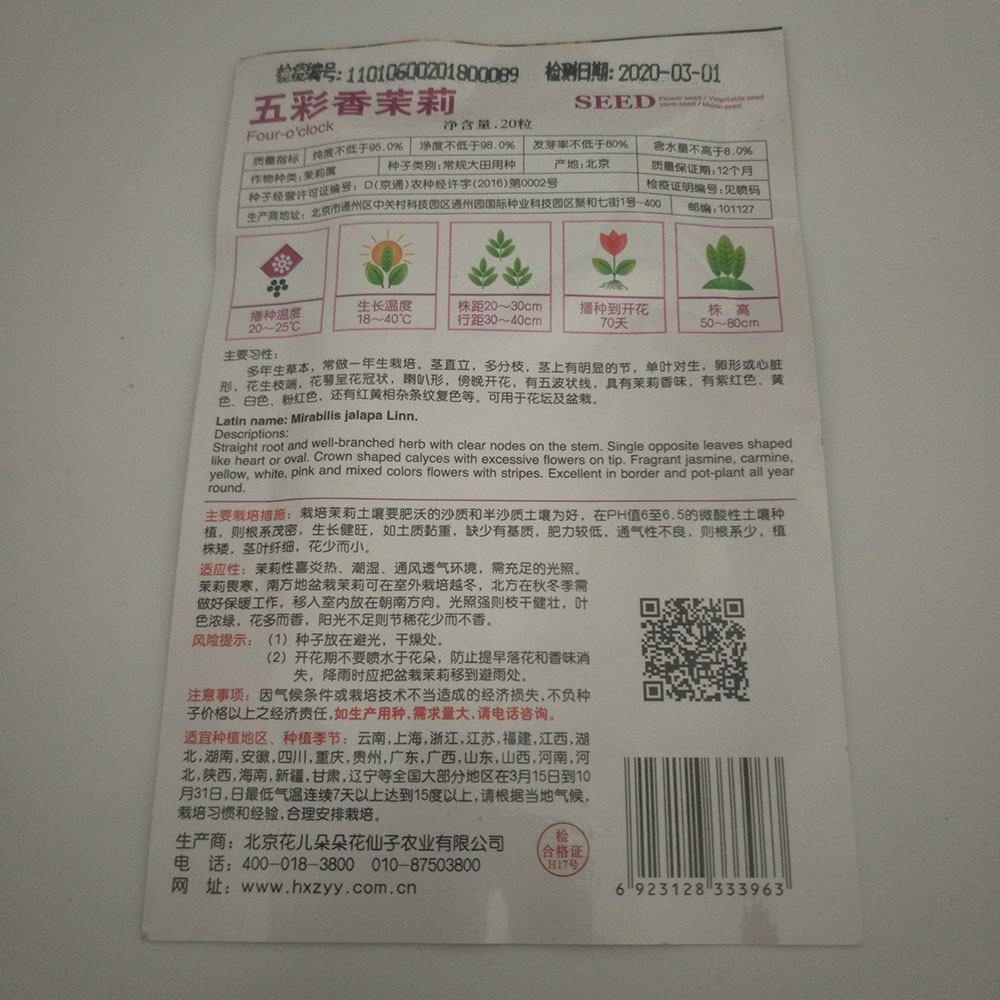 检疫编号：11010600201800089 检测日期：2020-03-01
五彩香茉莉
Four-o'clock
净含量.20粒
SEED Flower seed / Vegetable seed
Herb seed / Melon seed
质量指标 纯度不低于95.0% 净度不低于98.0% 发芽率不低于80% 含水量不高于8.0%
作物种类：茉莉属 种子类别：常规大田用种 产地：北京 质量保证期：12个月
种子经营许可证编号：D(京通)农种经许字(2016)第0002号 检疫证明编号：见喷码
生产商地址：北京市通州区中关村科技园区通州园国际种业科技园区聚和七街1号-400 邮编：101127
播种温度
20～25℃
生长温度
18～40℃
株距20～30cm
行距30～40cm
播种到开花
70天
株 高
50～80cm
主要习性：
多年生草本，常做一年生栽培。茎直立，多分枝，茎上有明显的节，单叶对生，卵形或心脏
形，花生枝端，花萼呈花冠状，喇叭形，傍晚开花，有五波状线，具有茉莉香味，有紫红色、黄
色、白色、粉红色，还有红黄相杂条纹复色等。可用于花坛及盆栽。
Latin name: Mirabilis jalapa Linn.
Descriptions:
Straight root and well-branched herb with clear nodes on the stem. Single opposite leaves shaped
like heart or oval. Crown shaped calyces with excessive flowers on tip. Fragrant jasmine, carmine,
yellow, white, pink and mixed colors flowers with stripes. Excellent in border and pot-plant all year
round.
主要栽培措施：栽培茉莉土壤要肥沃的沙质和半沙质土壤为好，在PH值6至6.5的微酸性土壤种
植，则根系茂密，生长健旺，如土质黏重，缺少有基质，肥力较低，通气性不良，则根系少，植
株矮，茎叶纤细，花少而小。
适应性：茉莉性喜炎热、潮湿、通风透气环境，需充足的光照。
茉莉畏寒，南方地盆栽茉莉可在室外栽培越冬，北方在秋冬季需
做好保暖工作，移入室内放在朝南方向。光照强则枝干健壮，叶
色浓绿，花多而香，阳光不足则节稀花少而不香。
风险提示：（1）种子放在避光，干燥处。
（2）开花期不要喷水于花朵，防止提早落花和香味消
失，降雨时应把盆栽茉莉移到避雨处。
注意事项：因气候条件或栽培技术不当造成的经济损失，不负种
子价格以上之经济责任，如生产用种，需求量大，请电话咨询。
适宜种植地区、种植季节：云南，上海，浙江，江苏，福建，江西，湖
北，湖南，安徽，四川，重庆，贵州，广东，广西，山东，山西，河南，河
北，陕西，海南，新疆，甘肃，辽宁等全国大部分地区在3月15日到10
月31日，日最低气温连续7天以上达到15度以上，请根据当地气候，
栽培习惯和经验，合理安排栽培。
生产商：北京花儿朵朵花仙子农业有限公司
电 话：400-018-3800 010-87503800
网 址：www.hxzyy.com.cn
检
合格证
H17号
6 923128 333963